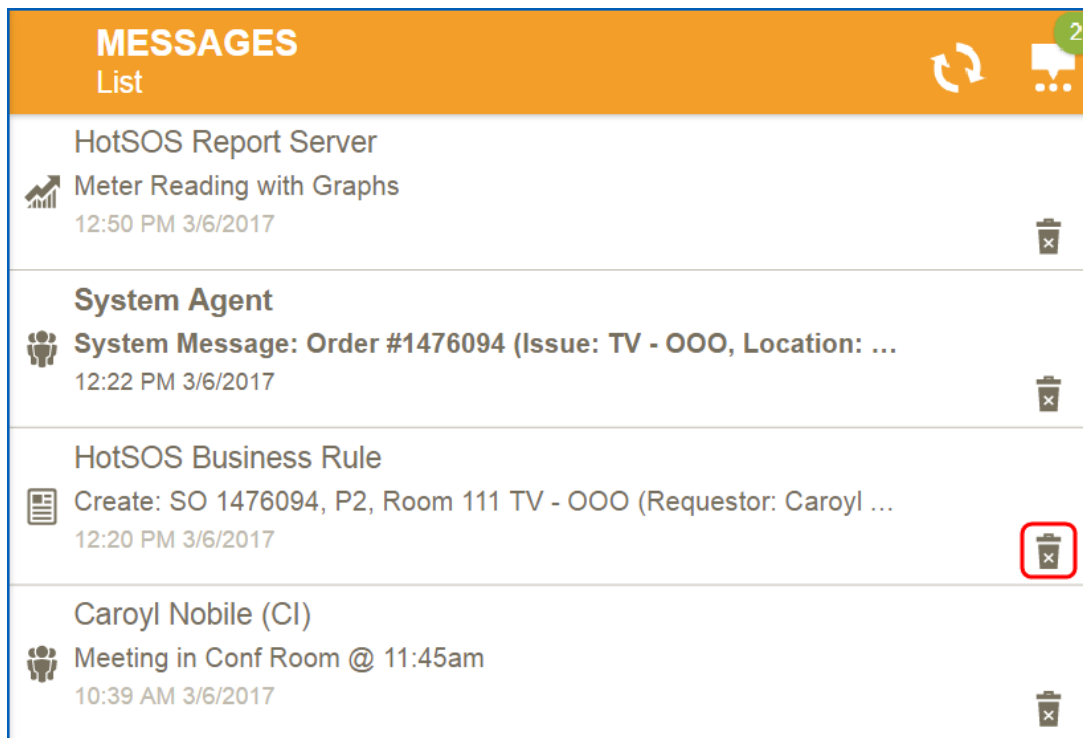 MESSAGES
2
List
HotSOS Report Server
Meter Reading with Graphs
12:50 PM 3/6/2017
System Agent
System Message: Order #1476094 (Issue: TV - OOO, Location: ...
12:22 PM 3/6/2017
HotSOS Business Rule
Create: SO 1476094, P2, Room 111 TV - OOO (Requestor: Caroyl ...
12:20 PM 3/6/2017
Caroyl Nobile (CI)
Meeting in Conf Room @ 11:45am
10:39 AM 3/6/2017